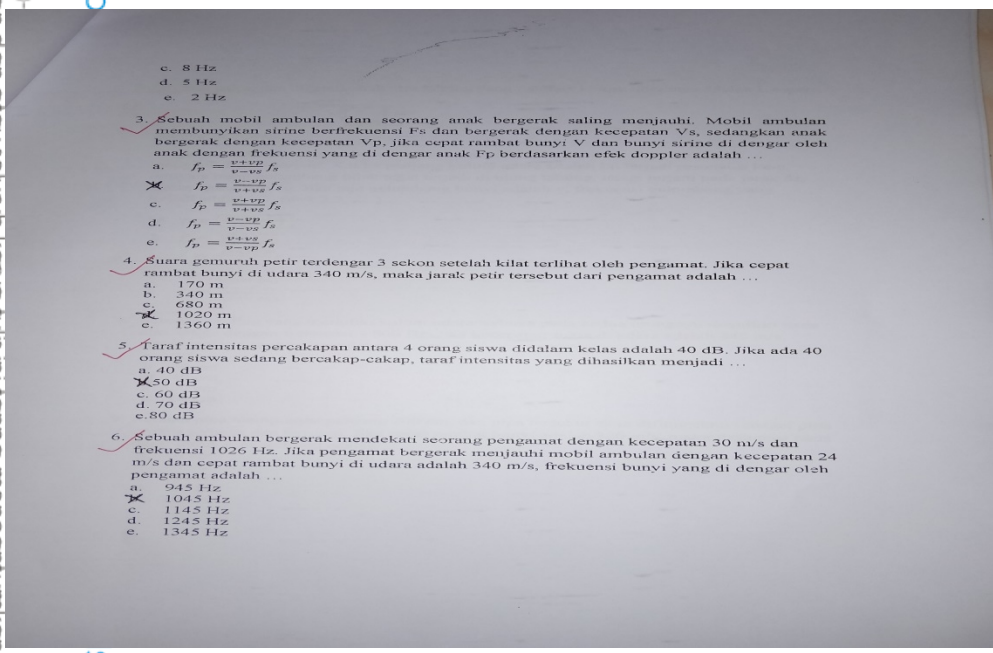 c. 8 Hz
d. 5 Hz
e. 2 Hz
3. Sebuah mobil ambulan dan seorang anak bergerak saling menjauhi. Mobil ambulan
membunyikan sirine berfrekuensi Fs dan bergerak dengan kecepatan Vs, sedangkan anak
bergerak dengan kecepatan Vp, jika cepat rambat bunyi V dan bunyi sirine di dengar oleh
anak dengan frekuensi yang di dengar anak Fp berdasarkan efek doppler adalah ...
a. fp = v+vp / v−vs fs
fp = v−vp / v+vs fs
c. fp = v+vp / v+vs fs
d. fp = v−vp / v−vs fs
e. fp = v+vs / v−vp fs
4. Suara gemuruh petir terdengar 3 sekon setelah kilat terlihat oleh pengamat. Jika cepat
rambat bunyi di udara 340 m/s, maka jarak petir tersebut dari pengamat adalah ...
a. 170 m
b. 340 m
c. 680 m
d. 1020 m
e. 1360 m
5. Taraf intensitas percakapan antara 4 orang siswa didalam kelas adalah 40 dB. Jika ada 40
orang siswa sedang bercakap-cakap, taraf intensitas yang dihasilkan menjadi ...
a. 40 dB
b. 50 dB
c. 60 dB
d. 70 dB
e.80 dB
6. Sebuah ambulan bergerak mendekati seorang pengamat dengan kecepatan 30 m/s dan
frekuensi 1026 Hz. Jika pengamat bergerak menjauhi mobil ambulan dengan kecepatan 24
m/s dan cepat rambat bunyi di udara adalah 340 m/s, frekuensi bunyi yang di dengar oleh
pengamat adalah ...
a. 945 Hz
b. 1045 Hz
c. 1145 Hz
d. 1245 Hz
e. 1345 Hz